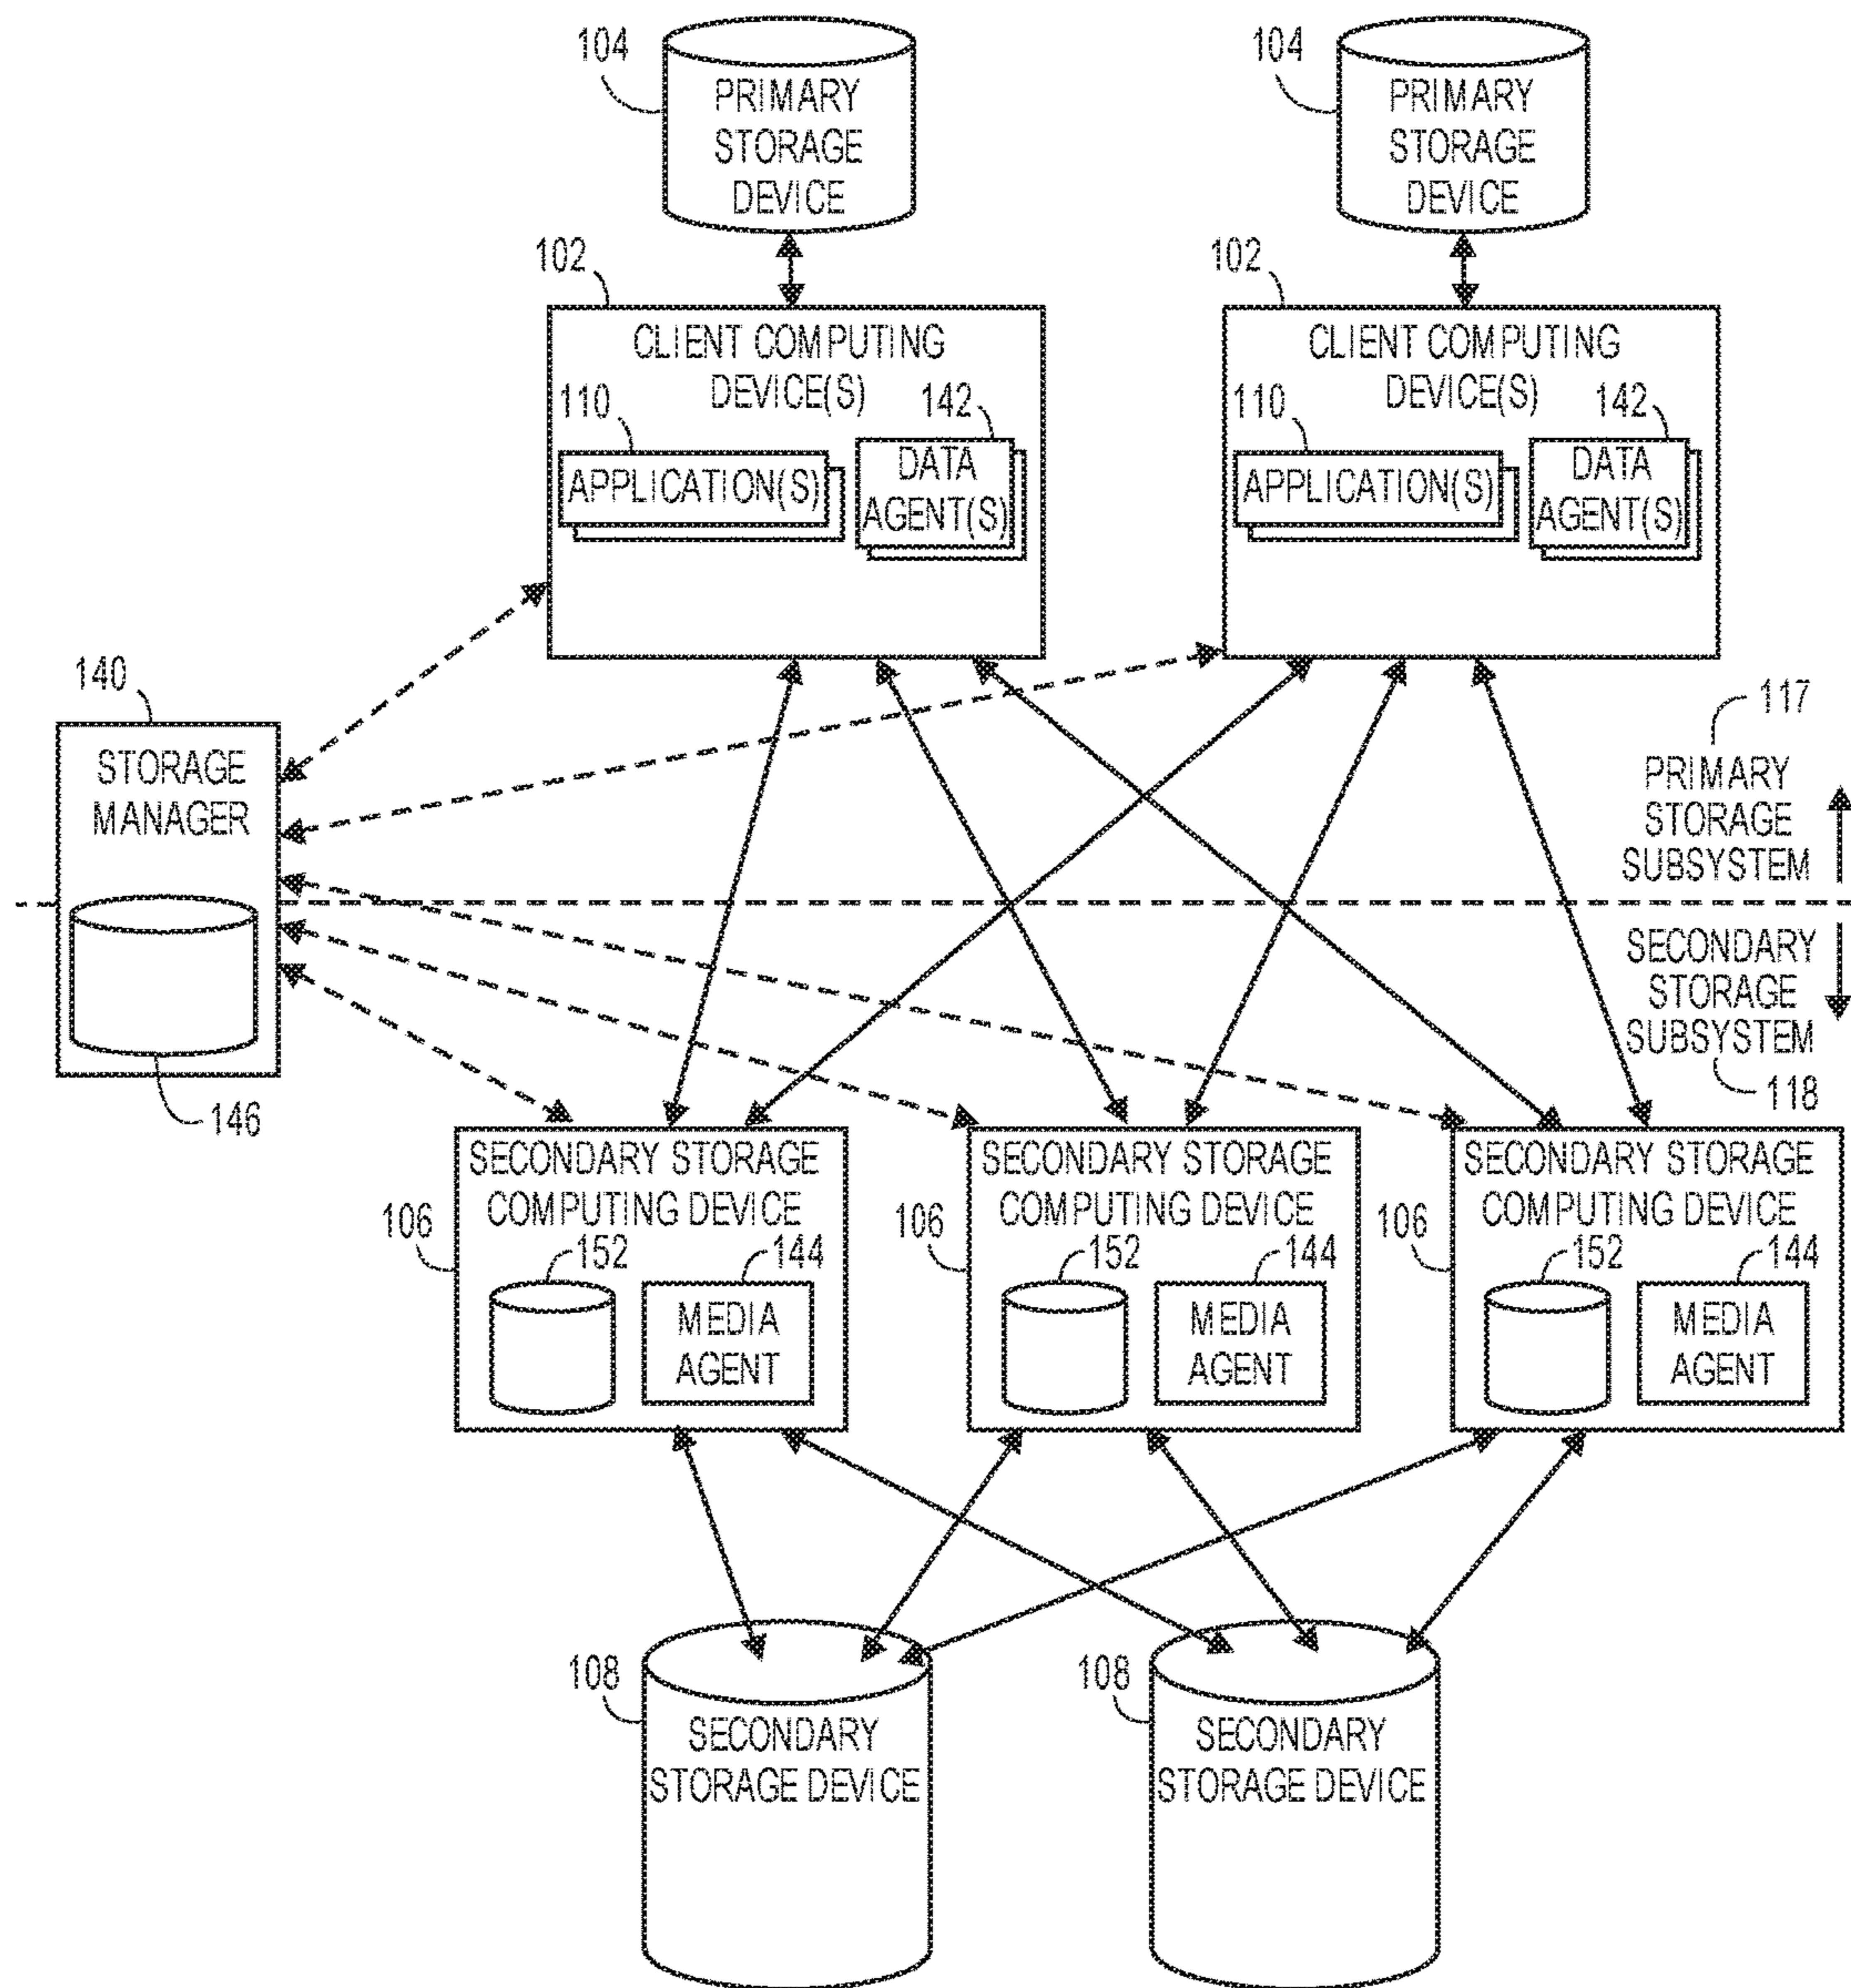 104
PRIMARY
STORAGE
DEVICE
104
PRIMARY
STORAGE
DEVICE
102
CLIENT COMPUTING
DEVICE(S)
110
142
APPLICATION(S)
DATA
AGENT(S)
102
CLIENT COMPUTING
DEVICE(S)
110
142
APPLICATION(S)
DATA
AGENT(S)
140
STORAGE
MANAGER
146
117
PRIMARY
STORAGE
SUBSYSTEM
SECONDARY
STORAGE
SUBSYSTEM
118
106
SECONDARY STORAGE
COMPUTING DEVICE
152
144
MEDIA
AGENT
106
SECONDARY STORAGE
COMPUTING DEVICE
152
144
MEDIA
AGENT
106
SECONDARY STORAGE
COMPUTING DEVICE
152
144
MEDIA
AGENT
108
SECONDARY
STORAGE DEVICE
108
SECONDARY
STORAGE DEVICE